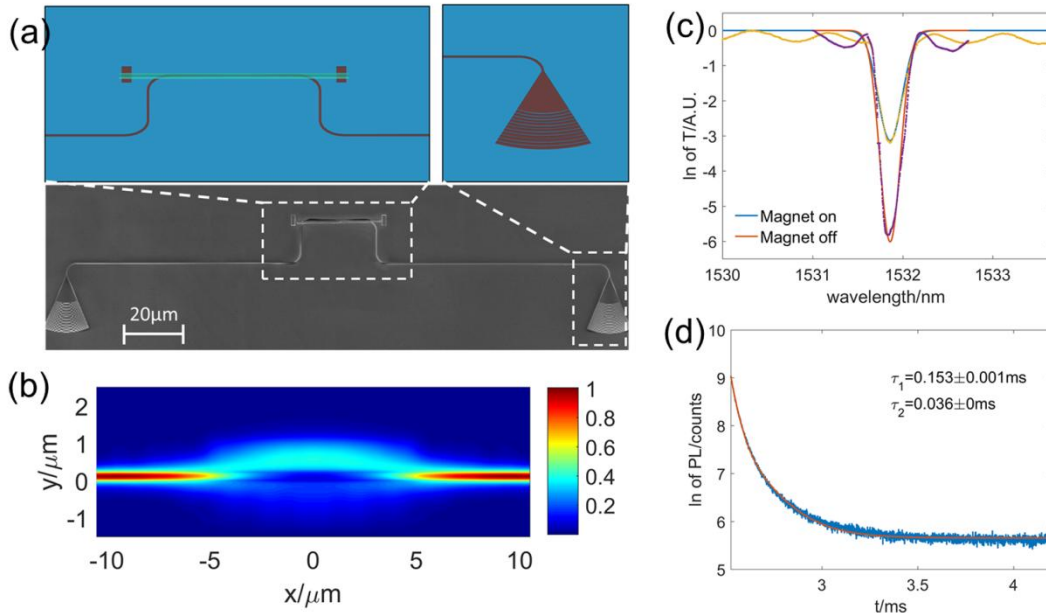 (a)
20μm
(b)
y/μm
2
1
0
-1
-10
-5
0
5
10
x/μm
1
0.8
0.6
0.4
0.2
(c)
ln of T/A.U.
0
-1
-2
-3
-4
-5
-6
Magnet on
Magnet off
1530
1531
1532
1533
wavelength/nm
(d)
ln of PL/counts
10
9
8
7
6
5
τ1=0.153±0.001ms
τ2=0.036±0ms
3
3.5
4
t/ms